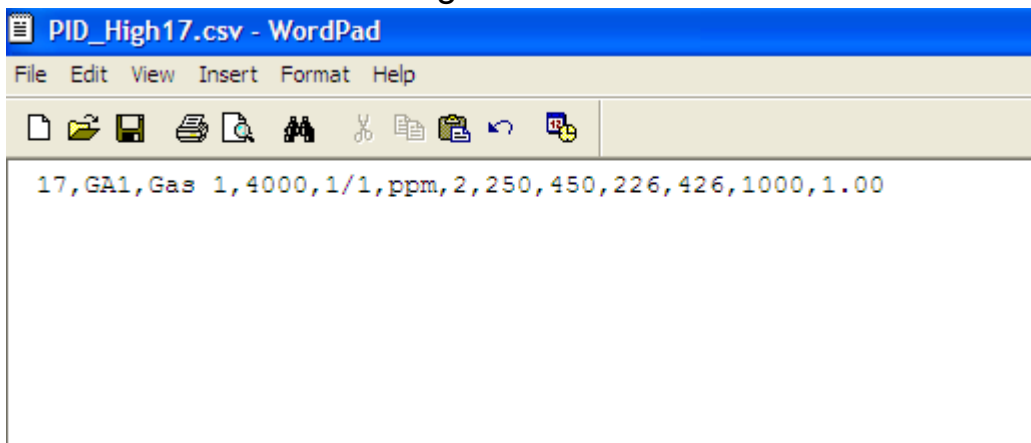 PID_High17.csv - WordPad
File Edit View Insert Format Help
17,GA1,Gas 1,4000,1/1,ppm,2,250,450,226,426,1000,1.00